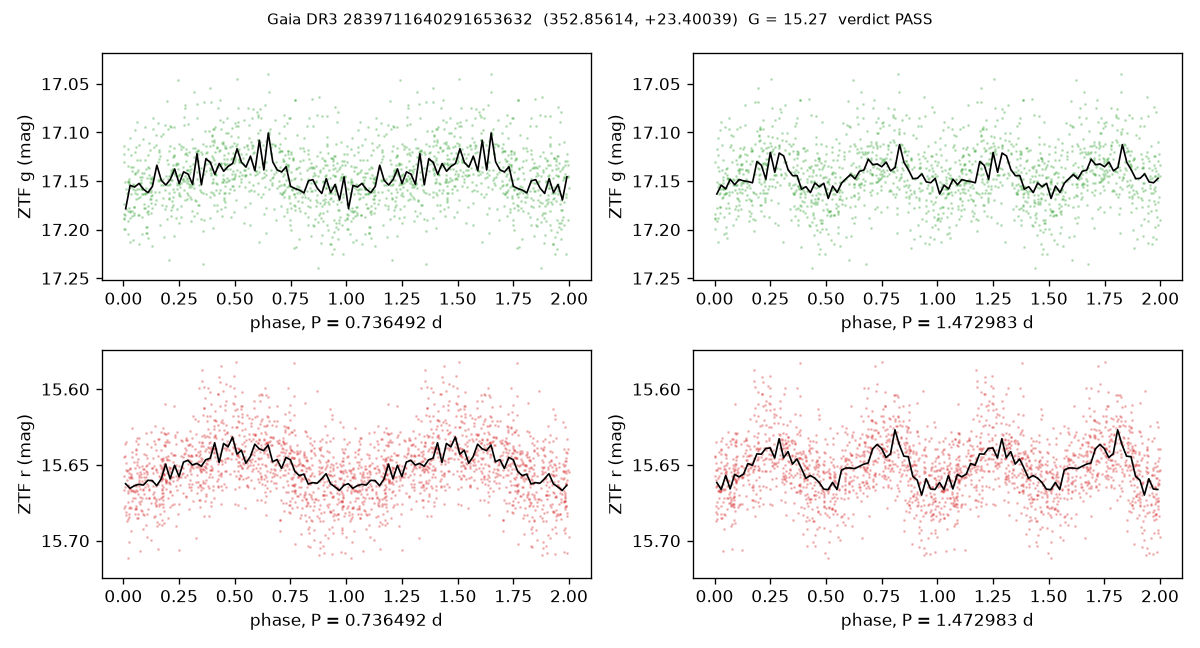 Gaia DR3 2839711640291653632 (352.85614, +23.40039) G = 15.27 verdict PASS
ZTF g (mag)
17.05
17.10
17.15
17.20
17.25
0.00 0.25 0.50 0.75 1.00 1.25 1.50 1.75 2.00
phase, P = 0.736492 d
ZTF g (mag)
17.05
17.10
17.15
17.20
17.25
0.00 0.25 0.50 0.75 1.00 1.25 1.50 1.75 2.00
phase, P = 1.472983 d
ZTF r (mag)
15.60
15.65
15.70
0.00 0.25 0.50 0.75 1.00 1.25 1.50 1.75 2.00
phase, P = 0.736492 d
ZTF r (mag)
15.60
15.65
15.70
0.00 0.25 0.50 0.75 1.00 1.25 1.50 1.75 2.00
phase, P = 1.472983 d